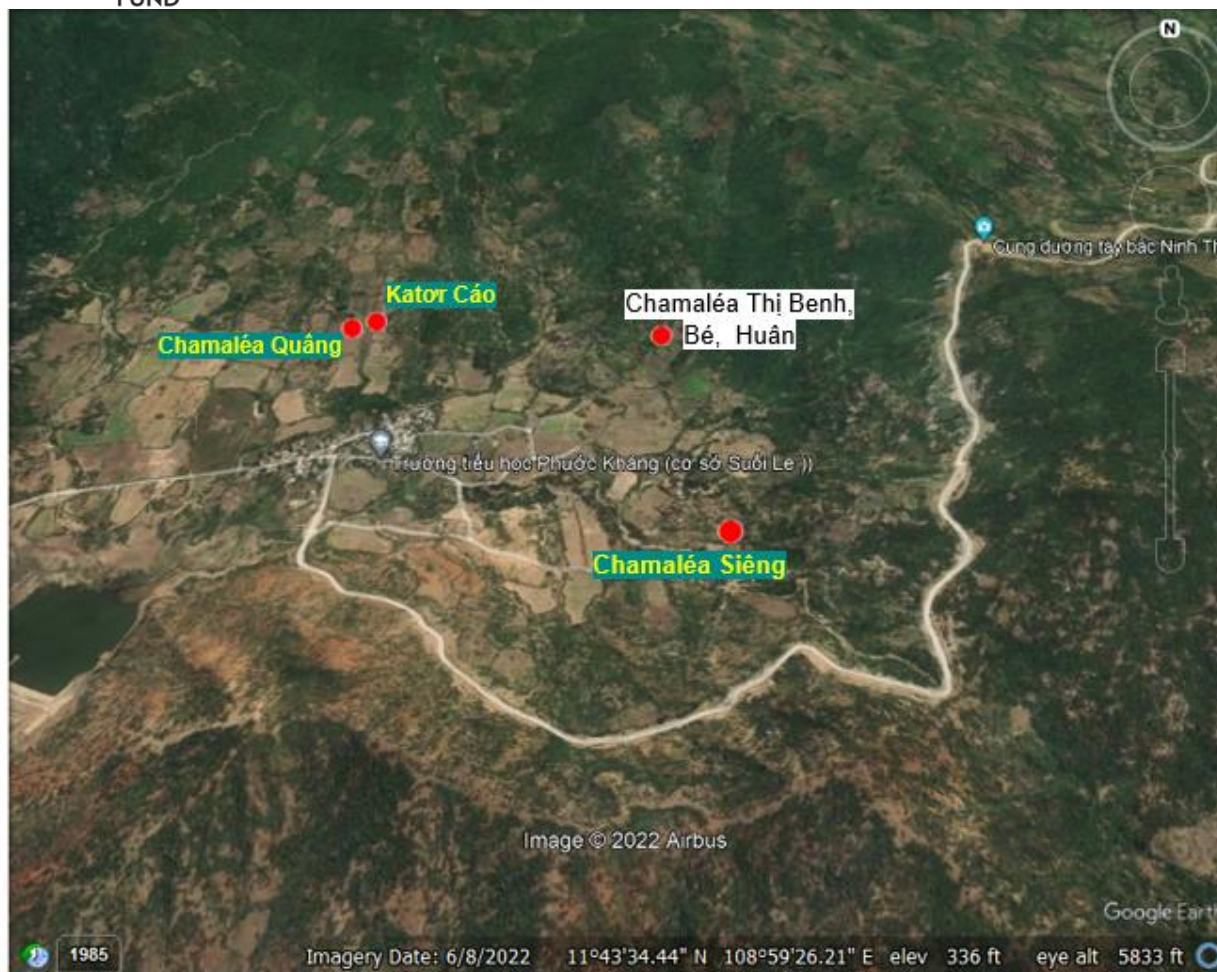 FUND
N
Cung đường tây bắc Ninh Th
Katơr Cáo
Chamaléa Quâng
Chamaléa Thị Benh,
Bé, Huân
Trường tiểu học Phước Kháng (cơ sở Suối Le ))
Chamaléa Siêng
Image © 2022 Airbus
Google Earth
1985
Imagery Date: 6/8/2022 11°43'34.44" N 108°59'26.21" E elev 336 ft eye alt 5833 ft